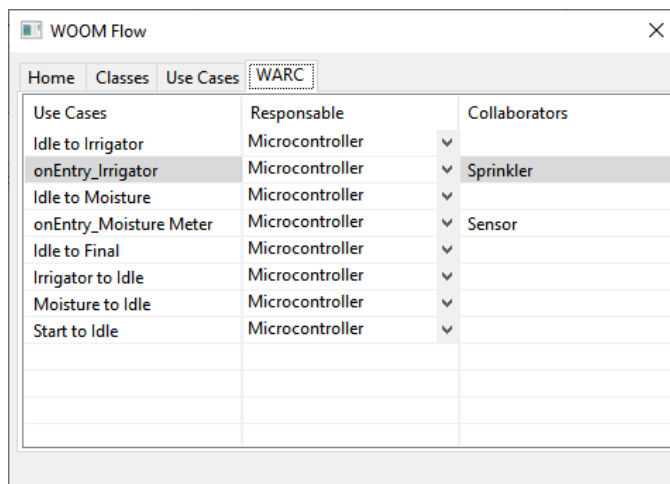 WOOM Flow
Home Classes Use Cases WARC
Use Cases Responsable Collaborators
Idle to Irrigator Microcontroller
onEntry_Irrigator Microcontroller Sprinkler
Idle to Moisture Microcontroller
onEntry_Moisture Meter Microcontroller Sensor
Idle to Final Microcontroller
Irrigator to Idle Microcontroller
Moisture to Idle Microcontroller
Start to Idle Microcontroller